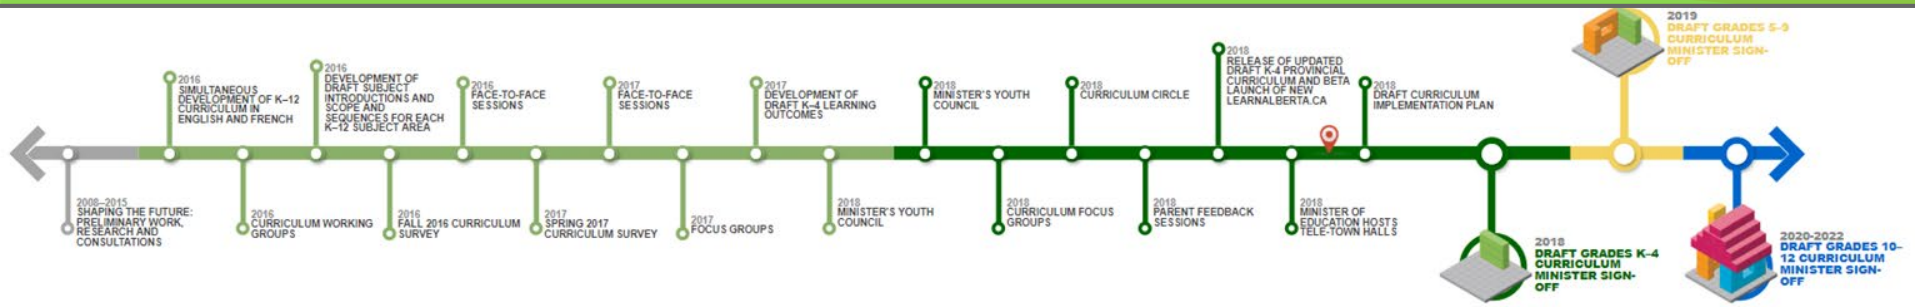 2008–2015
SHAPING THE FUTURE:
PRELIMINARY WORK,
RESEARCH AND
CONSULTATIONS
2016
SIMULTANEOUS
DEVELOPMENT OF K–12
CURRICULUM IN
ENGLISH AND FRENCH
2016
CURRICULUM WORKING
GROUPS
2016
DEVELOPMENT OF
DRAFT SUBJECT
INTRODUCTIONS AND
SCOPE AND
SEQUENCES FOR EACH
K–12 SUBJECT AREA
2016
FALL 2016 CURRICULUM
SURVEY
2016
FACE-TO-FACE
SESSIONS
2017
SPRING 2017
CURRICULUM SURVEY
2017
FACE-TO-FACE
SESSIONS
2017
FOCUS GROUPS
2017
DEVELOPMENT OF
DRAFT K–4 LEARNING
OUTCOMES
2018
MINISTER'S YOUTH
COUNCIL
2018
MINISTER'S YOUTH
COUNCIL
2018
CURRICULUM FOCUS
GROUPS
2018
CURRICULUM CIRCLE
2018
PARENT FEEDBACK
SESSIONS
2018
RELEASE OF UPDATED
DRAFT K-4 PROVINCIAL
CURRICULUM AND BETA
LAUNCH OF NEW
LEARNALBERTA.CA
2018
MINISTER OF
EDUCATION HOSTS
TELE-TOWN HALLS
2018
DRAFT CURRICULUM
IMPLEMENTATION PLAN
2018
DRAFT GRADES K–4
CURRICULUM
MINISTER SIGN-
OFF
2019
DRAFT GRADES 5–9
CURRICULUM
MINISTER SIGN-
OFF
2020-2022
DRAFT GRADES 10–
12 CURRICULUM
MINISTER SIGN-
OFF